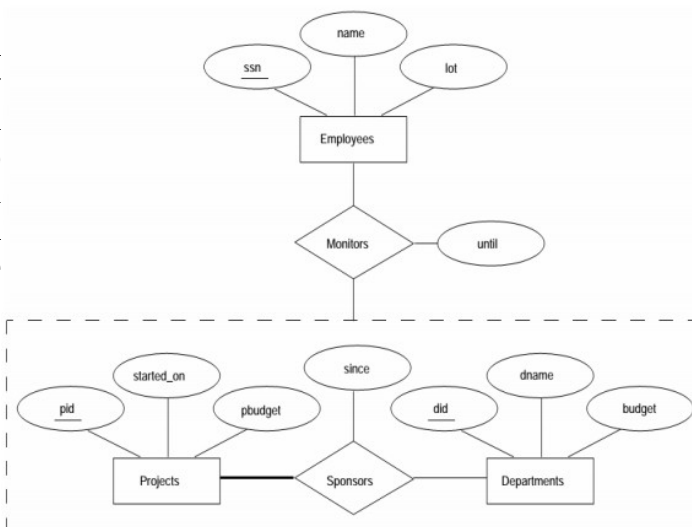 name
ssn
lot
Employees
Monitors
until
since
started_on
dname
pid
pbudget
did
budget
Projects
Sponsors
Departments